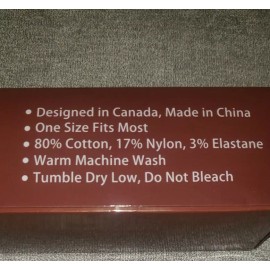 • Designed in Canada, Made in China
• One Size Fits Most
• 80% Cotton, 17% Nylon, 3% Elastane
• Warm Machine Wash
• Tumble Dry Low, Do Not Bleach